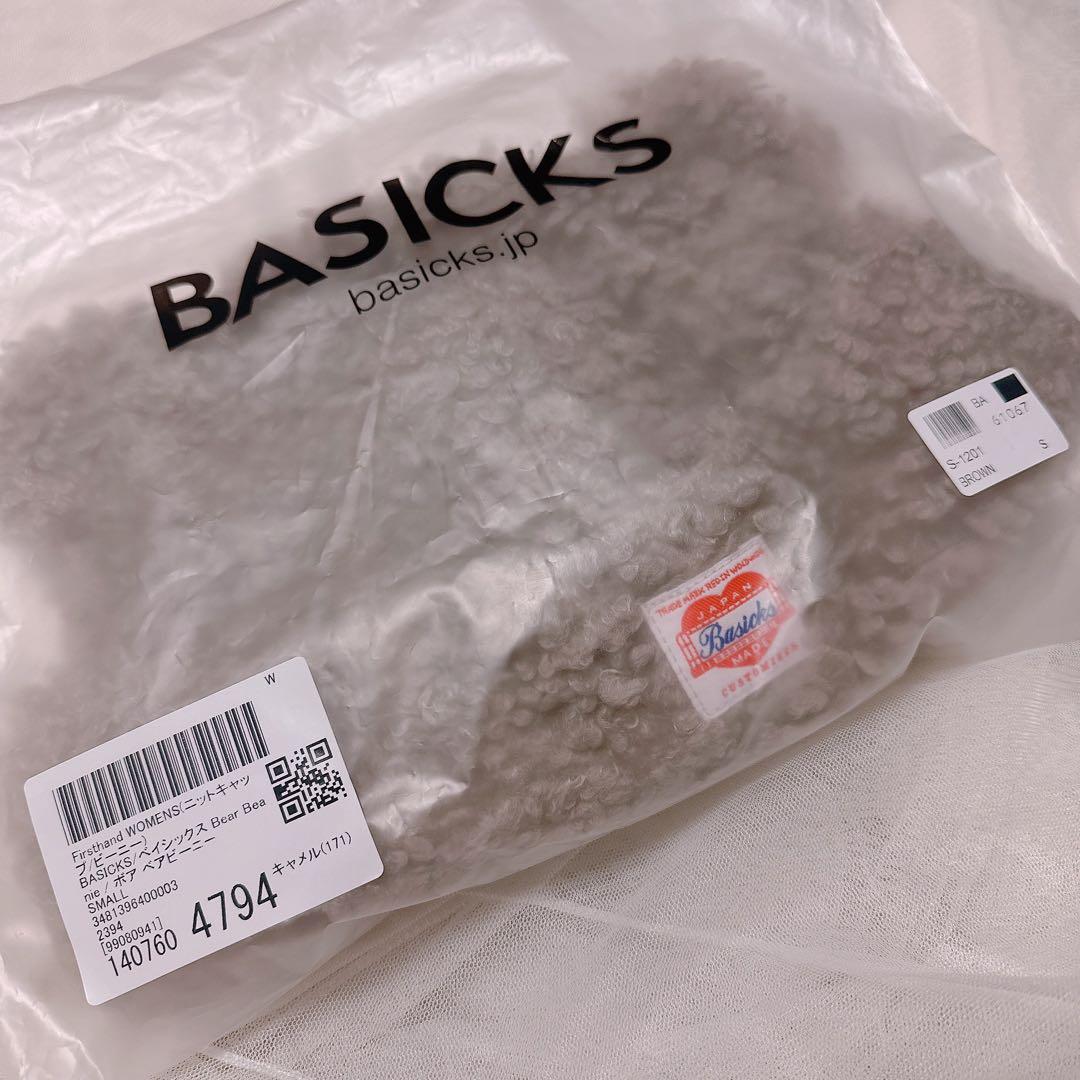 BASICKS
basicks.jp
BA
61067
S-1201
S
BROWN
TRADE MARK REG IN
JAPAN
Basicks
MADE
W
Firsthand WOMENS(ニットキャッ
プ/ビーニー)
BASICKS/ベイシックス Bear Bea
nie / ボア ベアビーニー
SMALL
キャメル(171)
3481396400003
2394
[99080941]
140760 4794